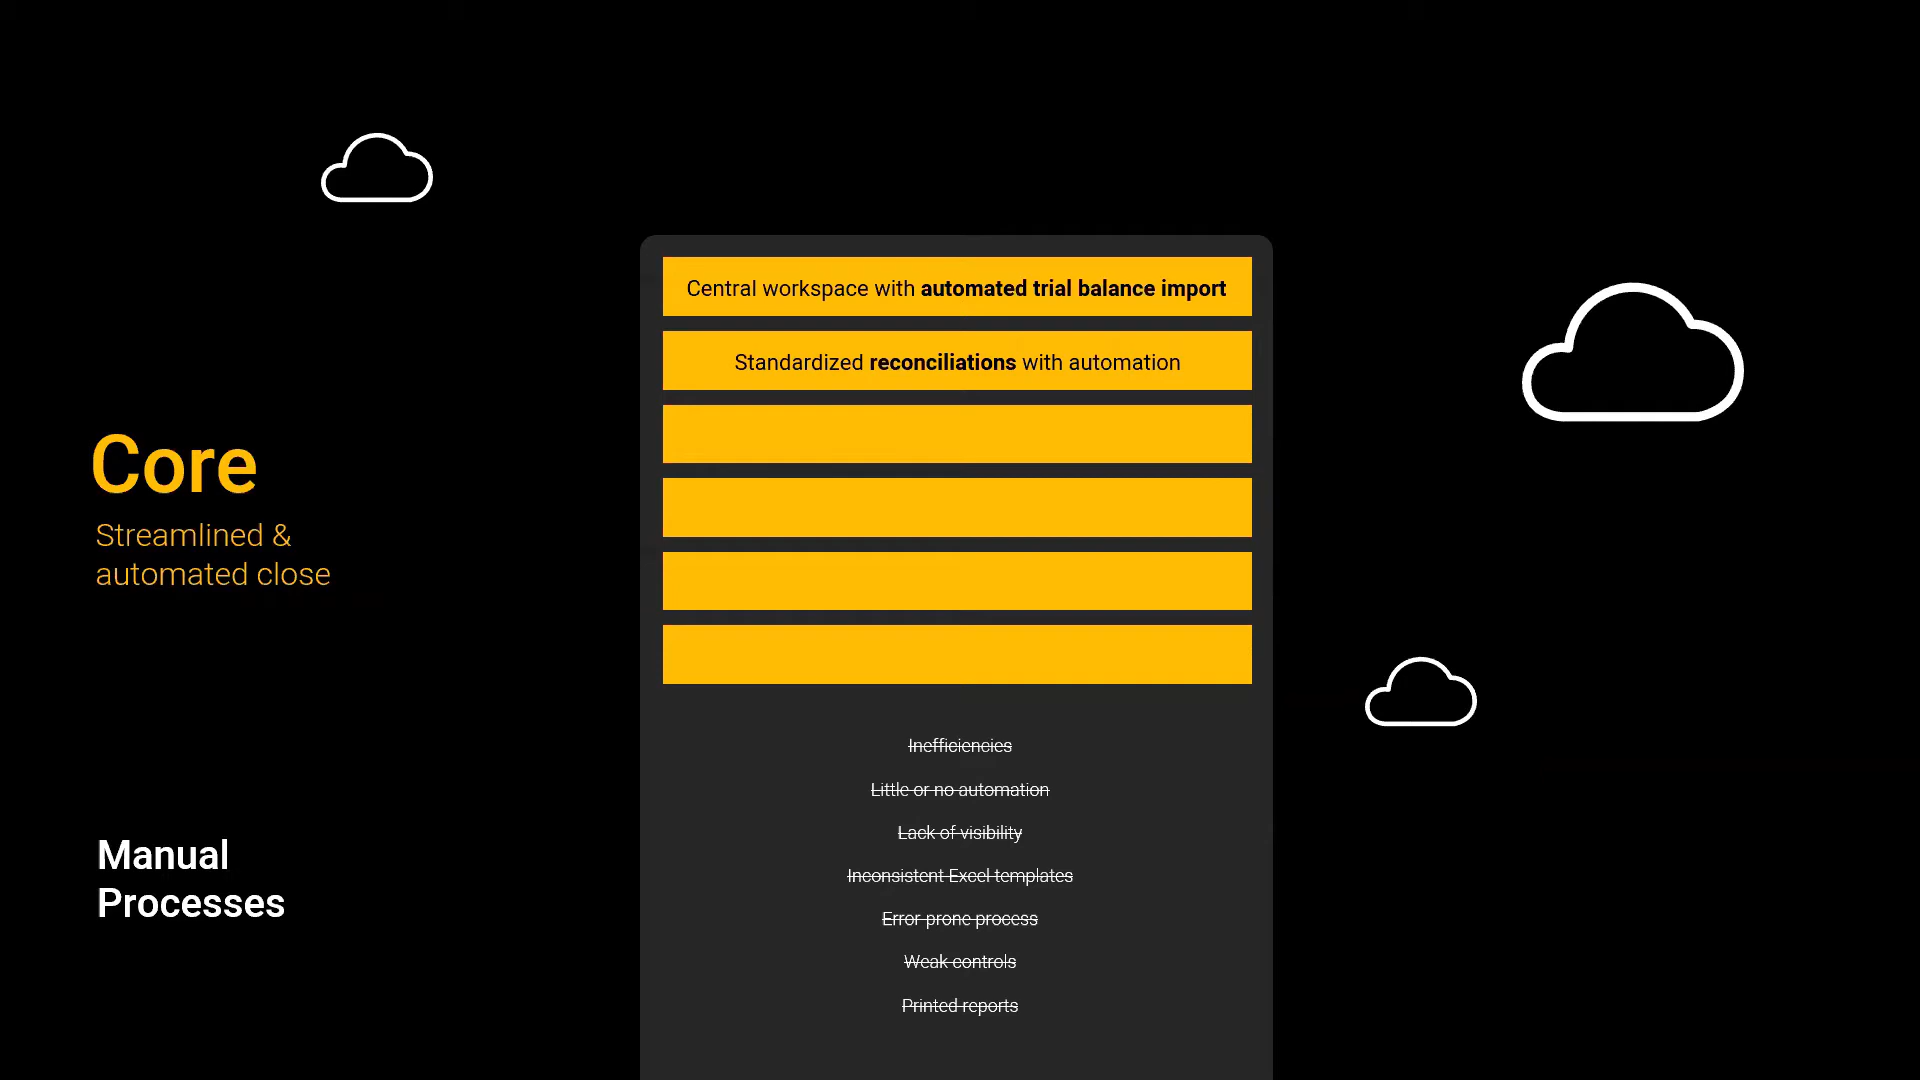 Central workspace with automated trial balance import
Standardized reconciliations with automation
Core
Streamlined &
automated close
Inefficiencies
Little or no automation
Lack of visibility
Inconsistent Excel templates
Error prone process
Weak controls
Printed reports
Manual
Processes